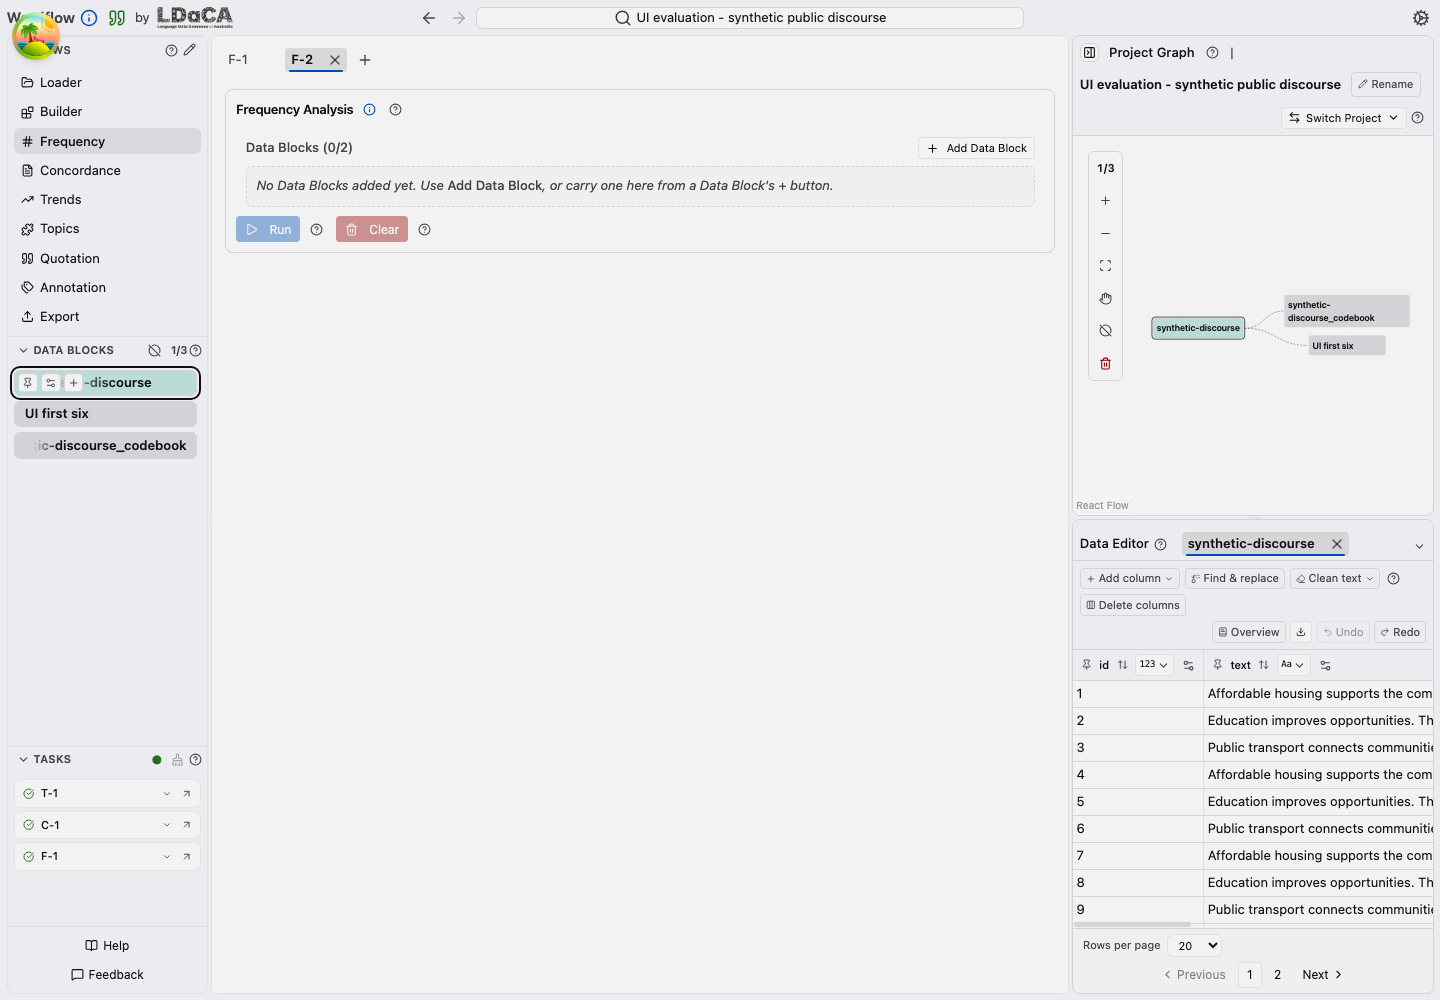 by LDaCA
Language Data Commons of Australia
UI evaluation - synthetic public discourse
Loader
Builder
Frequency
Concordance
Trends
Topics
Quotation
Annotation
Export
DATA BLOCKS 1/3
-discourse
UI first six
ic-discourse_codebook
TASKS
T-1
C-1
F-1
Help
Feedback
F-1
F-2
Frequency Analysis
Data Blocks (0/2)
Add Data Block
No Data Blocks added yet. Use Add Data Block, or carry one here from a Data Block's + button.
Run
Clear
Project Graph |
UI evaluation - synthetic public discourse
Rename
Switch Project
1/3
synthetic-discourse
synthetic-
discourse_codebook
UI first six
React Flow
Data Editor
synthetic-discourse
Add column
Find & replace
Clean text
Delete columns
Overview
Undo
Redo
id 123 text Aa
1 Affordable housing supports the com
2 Education improves opportunities. Th
3 Public transport connects communitie
4 Affordable housing supports the com
5 Education improves opportunities. Th
6 Public transport connects communitie
7 Affordable housing supports the com
8 Education improves opportunities. Th
9 Public transport connects communitie
Rows per page 20
Previous 1 2 Next